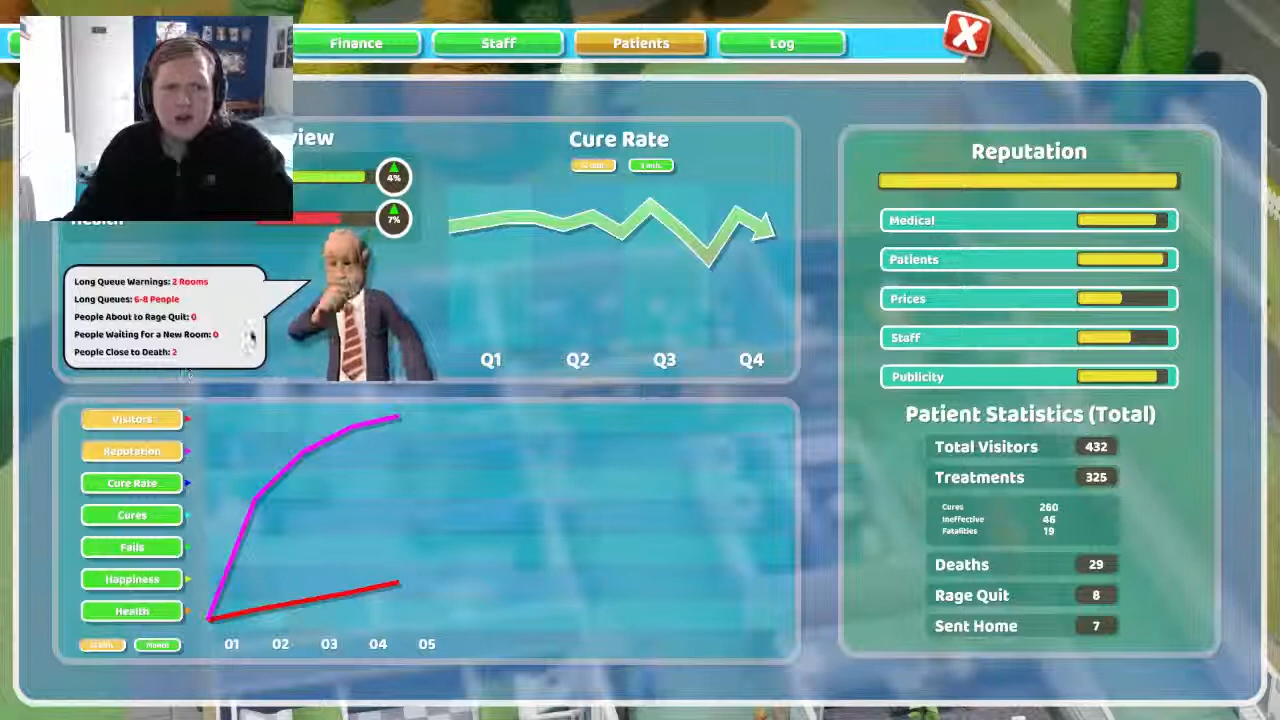 Finance
Staff
Patients
Log
X
view
Cure Rate
4%
7%
Health
Long Queue Warnings: 2 Rooms
Long Queues: 6-8 People
People About to Rage Quit: 0
People Waiting for a New Room: 0
People Close to Death: 2
Q1
Q2
Q3
Q4
Visitors
Reputation
Cure Rate
Cures
Fails
Happiness
Health
Month
01
02
03
04
05
Reputation
Medical
Patients
Prices
Staff
Publicity
Patient Statistics (Total)
Total Visitors 432
Treatments 325
Cures 260
Ineffective 46
Fatalities 19
Deaths 29
Rage Quit 8
Sent Home 7